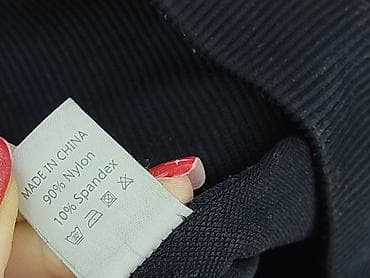 MADE IN CHINA
90% Nylon
10% Spandex